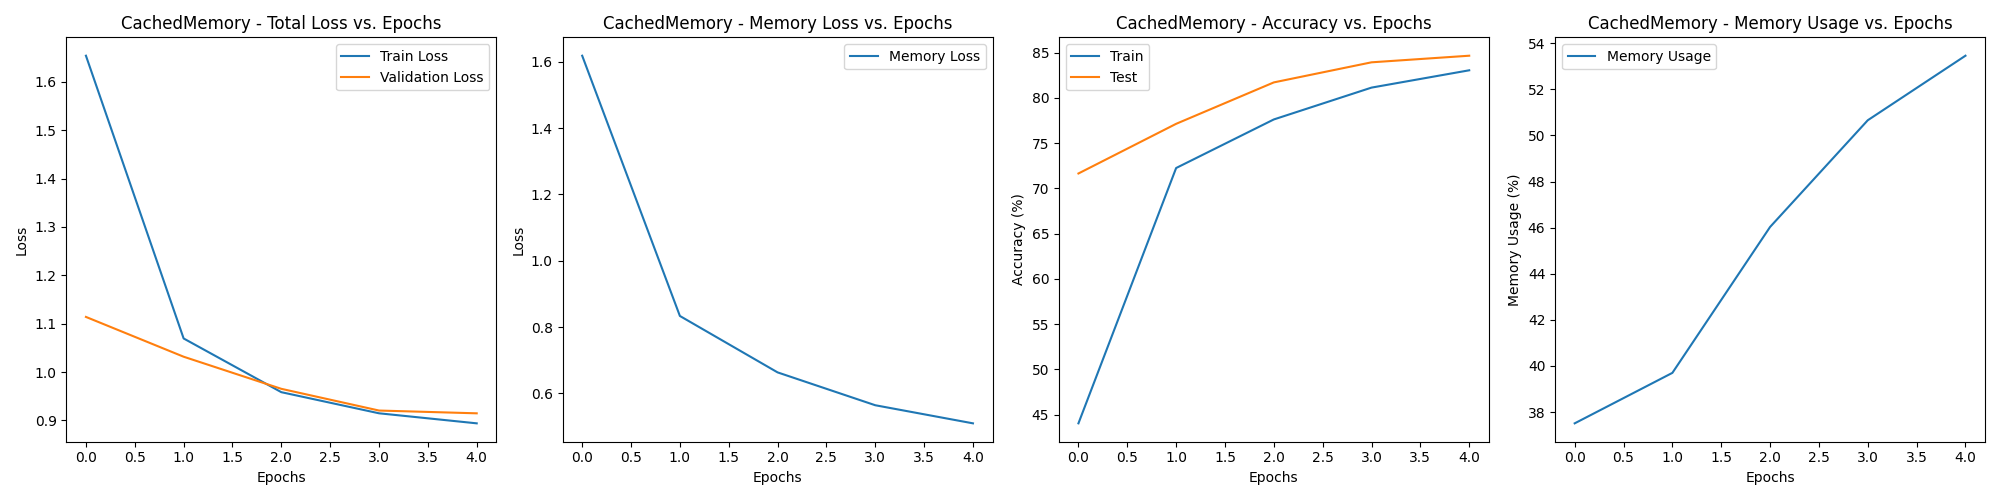 CachedMemory - Total Loss vs. Epochs
Train Loss
Validation Loss
1.6
1.5
1.4
1.3
1.2
1.1
1.0
0.9
Loss
0.0 0.5 1.0 1.5 2.0 2.5 3.0 3.5 4.0
Epochs
CachedMemory - Memory Loss vs. Epochs
Memory Loss
1.6
1.4
1.2
1.0
0.8
0.6
Loss
0.0 0.5 1.0 1.5 2.0 2.5 3.0 3.5 4.0
Epochs
CachedMemory - Accuracy vs. Epochs
Train
Test
85
80
75
70
65
60
55
50
45
Accuracy (%)
0.0 0.5 1.0 1.5 2.0 2.5 3.0 3.5 4.0
Epochs
CachedMemory - Memory Usage vs. Epochs
Memory Usage
54
52
50
48
46
44
42
40
38
Memory Usage (%)
0.0 0.5 1.0 1.5 2.0 2.5 3.0 3.5 4.0
Epochs